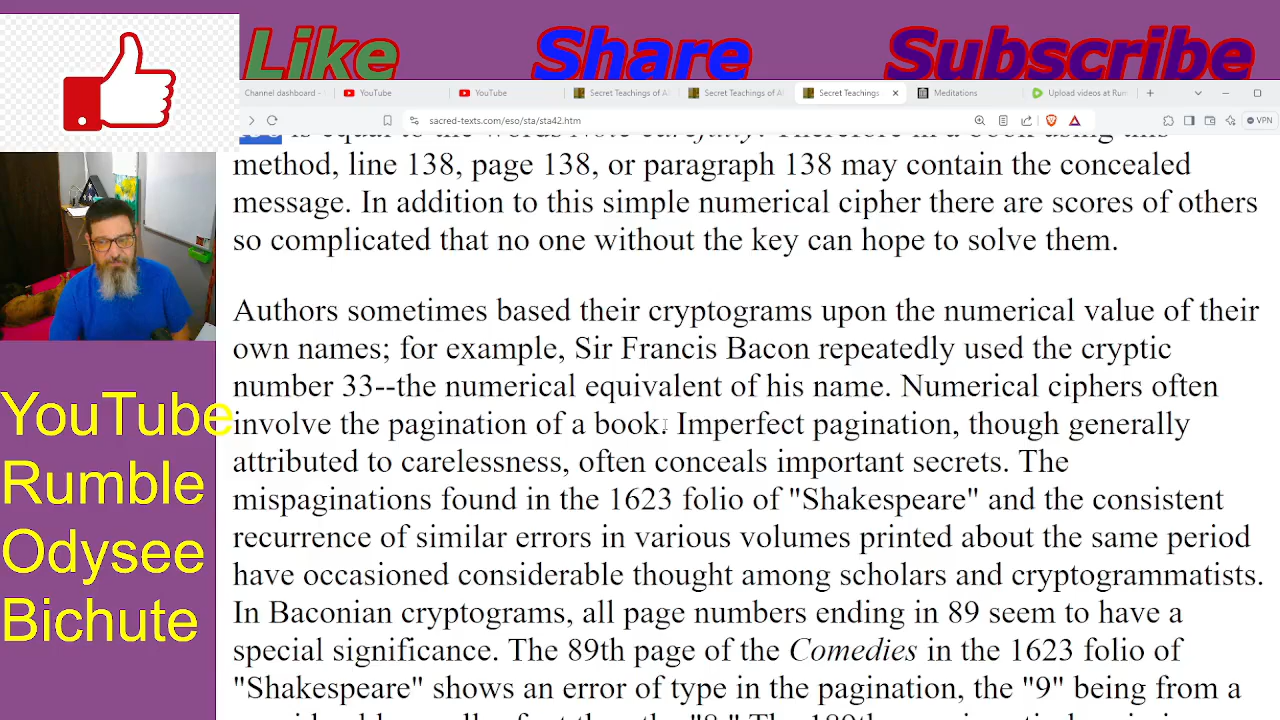 Like Share Subscribe
Channel dashboard - YouTube YouTube Secret Teachings of A Secret Teachings of A Secret Teachings Meditations Upload videos at Rum
sacred-texts.com/eso/sta/sta42.htm VPN
method, line 138, page 138, or paragraph 138 may contain the concealed
message. In addition to this simple numerical cipher there are scores of others
so complicated that no one without the key can hope to solve them.
Authors sometimes based their cryptograms upon the numerical value of their
own names; for example, Sir Francis Bacon repeatedly used the cryptic
number 33--the numerical equivalent of his name. Numerical ciphers often
involve the pagination of a book. Imperfect pagination, though generally
attributed to carelessness, often conceals important secrets. The
mispaginations found in the 1623 folio of "Shakespeare" and the consistent
recurrence of similar errors in various volumes printed about the same period
have occasioned considerable thought among scholars and cryptogrammatists.
In Baconian cryptograms, all page numbers ending in 89 seem to have a
special significance. The 89th page of the Comedies in the 1623 folio of
"Shakespeare" shows an error of type in the pagination, the "9" being from a
YouTube
Rumble
Odysee
Bichute